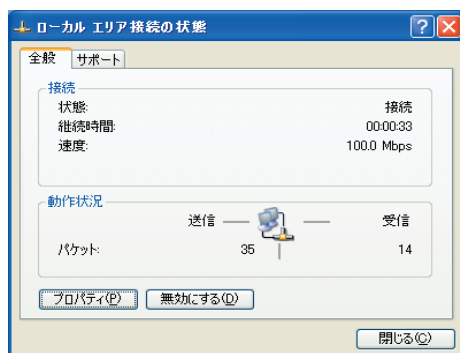 ローカル エリア接続の状態
全般 サポート
接続
状態: 接続
継続時間: 00:00:33
速度: 100.0 Mbps
動作状況
送信 受信
パケット: 35 14
プロパティ(P) 無効にする(D)
閉じる(C)